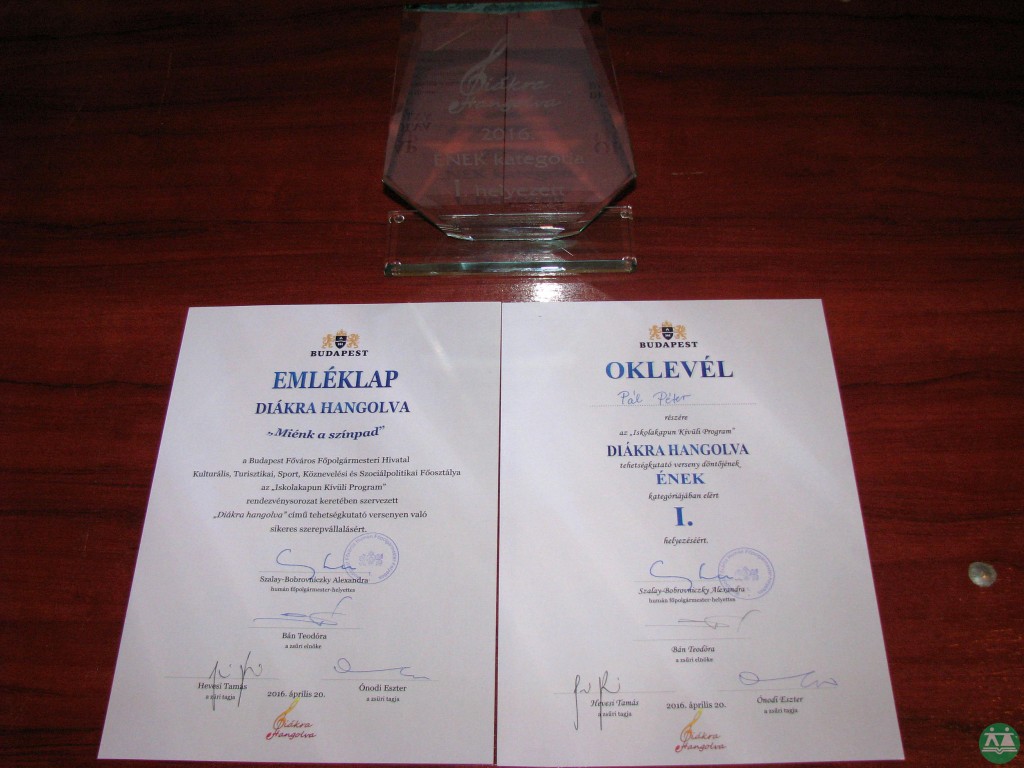 Diákra
Hangolva
2016
ÉNEK kategória
I. helyezett
BUDAPEST
EMLÉKLAP
DIÁKRA HANGOLVA
„Miénk a színpad”
a Budapest Főváros Főpolgármesteri Hivatal
Kulturális, Turisztikai, Sport, Köznevelési és Szociálpolitikai Főosztálya
az „Iskolakapun Kívüli Program”
rendezvénysorozat keretében szervezett
„Diákra hangolva” című tehetségkutató versenyen való
sikeres szerepvállalásért.
Szalay-Bobrovniczky Alexandra
humán főpolgármester-helyettes
Bán Teodóra
a zsűri elnöke
Hevesi Tamás
a zsűri tagja
2016. április 20.
Ónodi Eszter
a zsűri tagja
Diákra
Hangolva
BUDAPEST
OKLEVÉL
Pál Péter
részére
az „Iskolakapun Kívüli Program”
DIÁKRA HANGOLVA
tehetségkutató verseny döntőjének
ÉNEK
kategóriájában elért
I.
helyezéséért.
Szalay-Bobrovniczky Alexandra
humán főpolgármester-helyettes
Bán Teodóra
a zsűri elnöke
Hevesi Tamás
a zsűri tagja
2016. április 20.
Ónodi Eszter
a zsűri tagja
Diákra
Hangolva